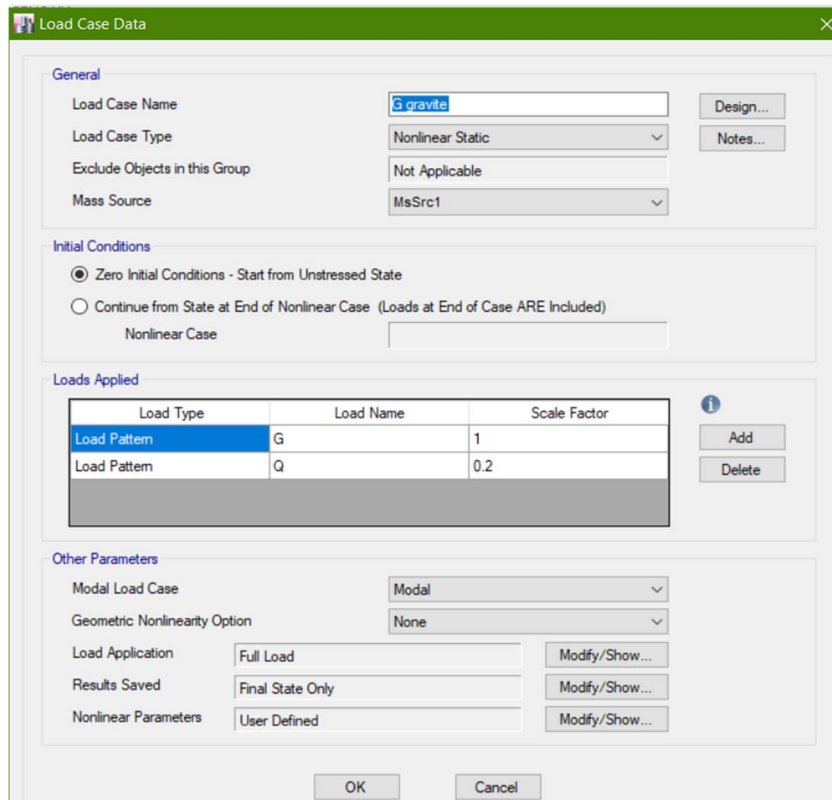 Load Case Data
General
Load Case Name G gravite Design...
Load Case Type Nonlinear Static Notes...
Exclude Objects in this Group Not Applicable
Mass Source MsSrc1
Initial Conditions
Zero Initial Conditions - Start from Unstressed State
Continue from State at End of Nonlinear Case (Loads at End of Case ARE Included)
Nonlinear Case
Loads Applied
Load Type Load Name Scale Factor
Load Pattern G 1 Add
Load Pattern Q 0.2 Delete
Other Parameters
Modal Load Case Modal
Geometric Nonlinearity Option None
Load Application Full Load Modify/Show...
Results Saved Final State Only Modify/Show...
Nonlinear Parameters User Defined Modify/Show...
OK Cancel